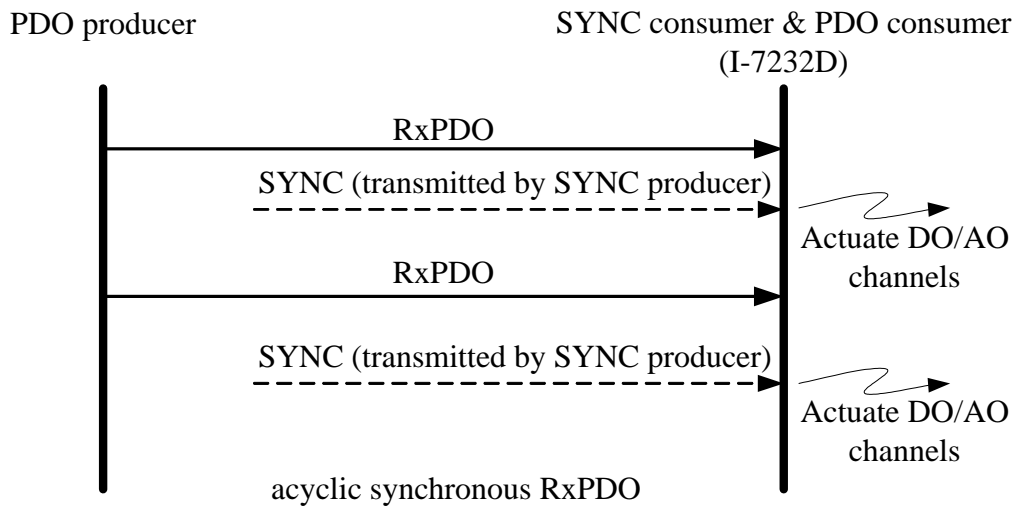 PDO producer
SYNC consumer & PDO consumer
(I-7232D)
RxPDO
SYNC (transmitted by SYNC producer)
Actuate DO/AO
channels
RxPDO
SYNC (transmitted by SYNC producer)
Actuate DO/AO
channels
acyclic synchronous RxPDO